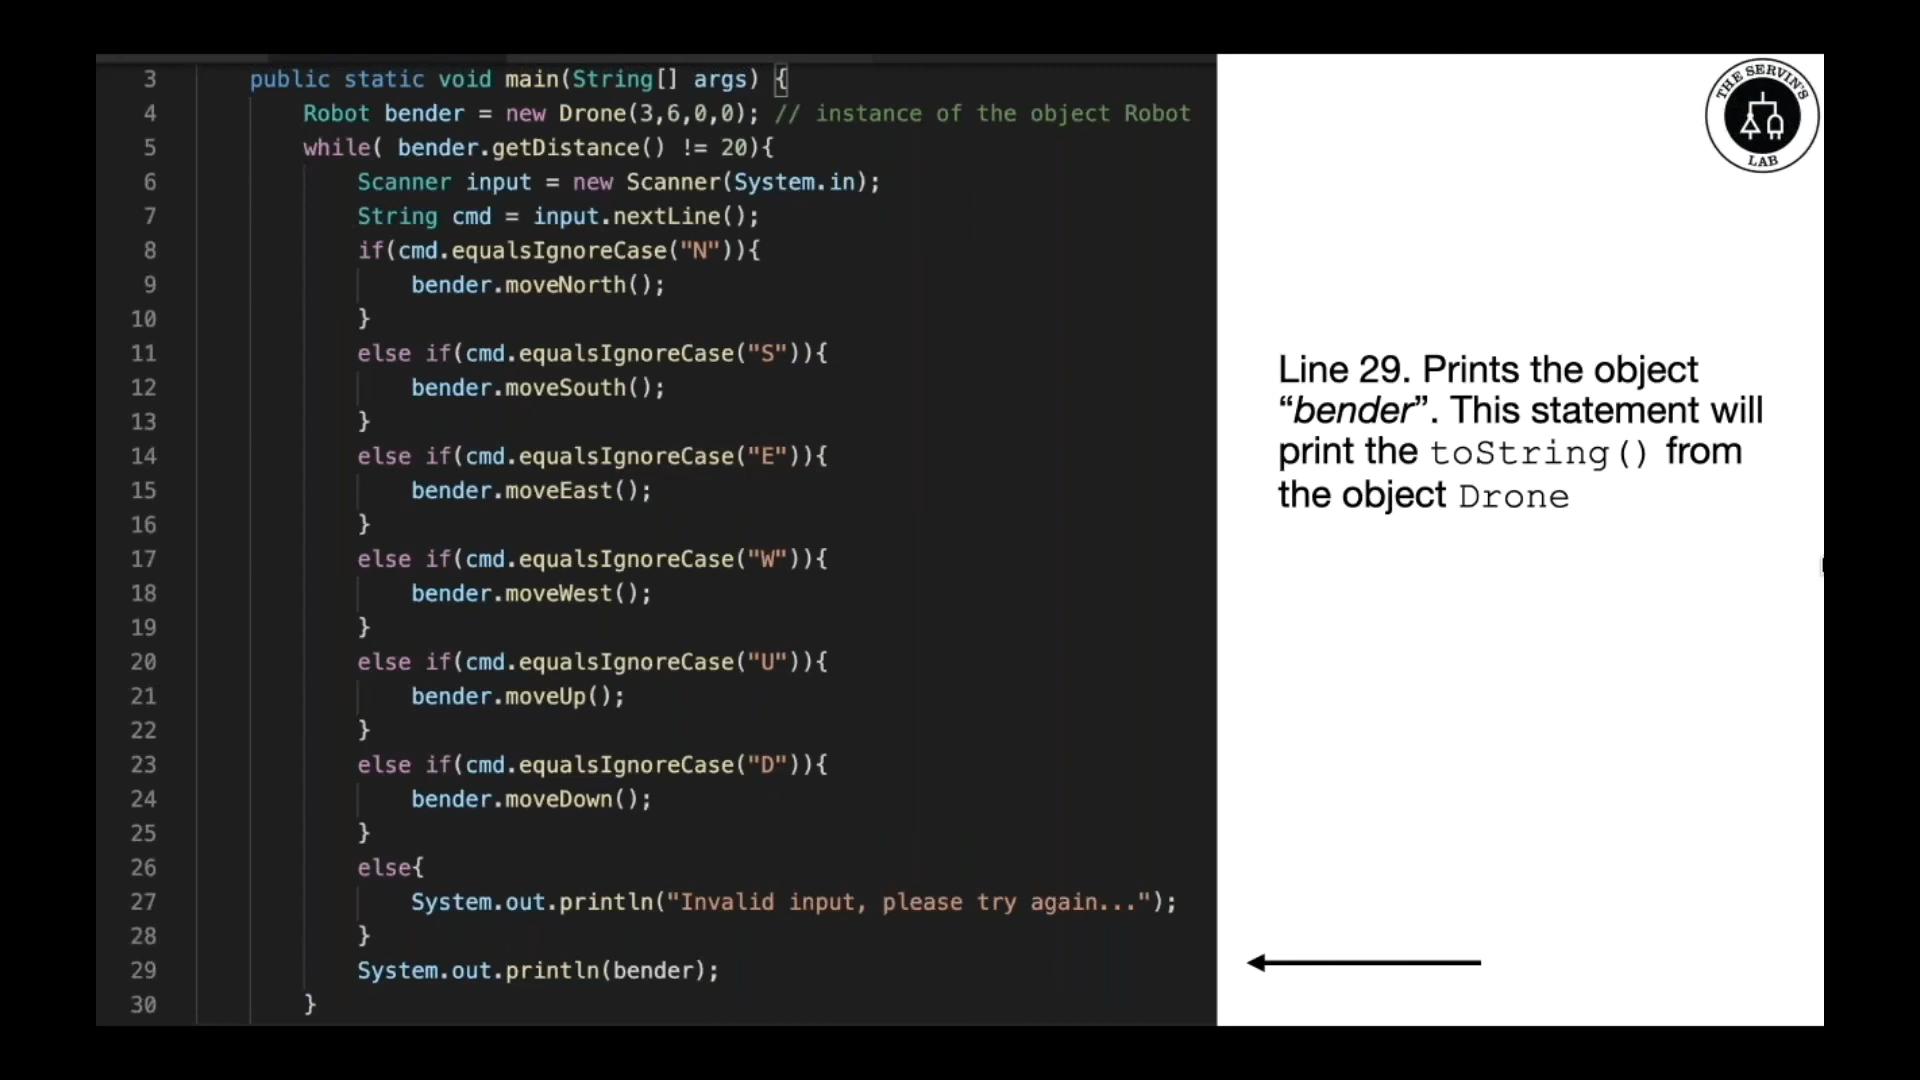 3 public static void main(String[] args) {
4 Robot bender = new Drone(3,6,0,0); // instance of the object Robot
5 while( bender.getDistance() != 20){
6 Scanner input = new Scanner(System.in);
7 String cmd = input.nextLine();
8 if(cmd.equalsIgnoreCase("N")){
9 bender.moveNorth();
10 }
11 else if(cmd.equalsIgnoreCase("S")){
12 bender.moveSouth();
13 }
14 else if(cmd.equalsIgnoreCase("E")){
15 bender.moveEast();
16 }
17 else if(cmd.equalsIgnoreCase("W")){
18 bender.moveWest();
19 }
20 else if(cmd.equalsIgnoreCase("U")){
21 bender.moveUp();
22 }
23 else if(cmd.equalsIgnoreCase("D")){
24 bender.moveDown();
25 }
26 else{
27 System.out.println("Invalid input, please try again...");
28 }
29 System.out.println(bender);
30 }
THE SERVIN'S
LAB
Line 29. Prints the object
“bender”. This statement will
print the toString() from
the object Drone